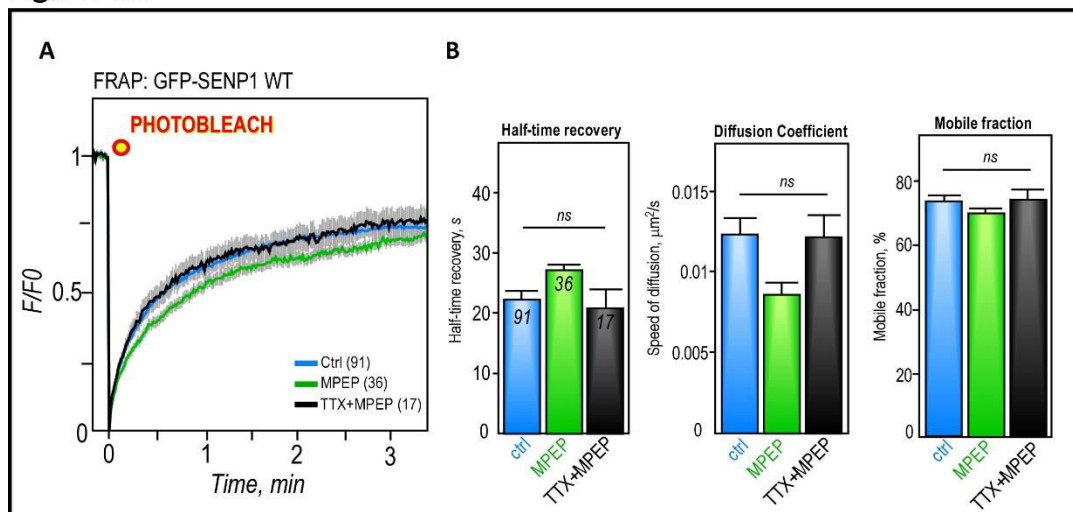 A
FRAP: GFP-SENP1 WT
PHOTOBLEACH
1
0.5
0
F/F0
Ctrl (91)
MPEP (36)
TTX+MPEP (17)
0
1
2
3
Time, min
B
Half-time recovery
Half-time recovery, s
40
30
20
10
0
ns
91
36
17
ctrl
MPEP
TTX+MPEP
Diffusion Coefficient
Speed of diffusion, μm²/s
0.015
0.01
0.005
0
ns
ctrl
MPEP
TTX+MPEP
Mobile fraction
Mobile fraction, %
80
60
40
20
0
ns
ctrl
MPEP
TTX+MPEP